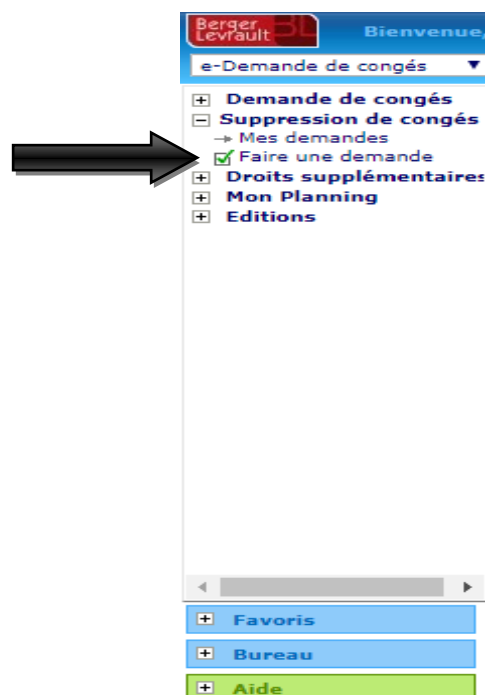 Berger Levrault BL
Bienvenue,
e-Demande de congés
Demande de congés
Suppression de congés
Mes demandes
Faire une demande
Droits supplémentaires
Mon Planning
Editions
Favoris
Bureau
Aide